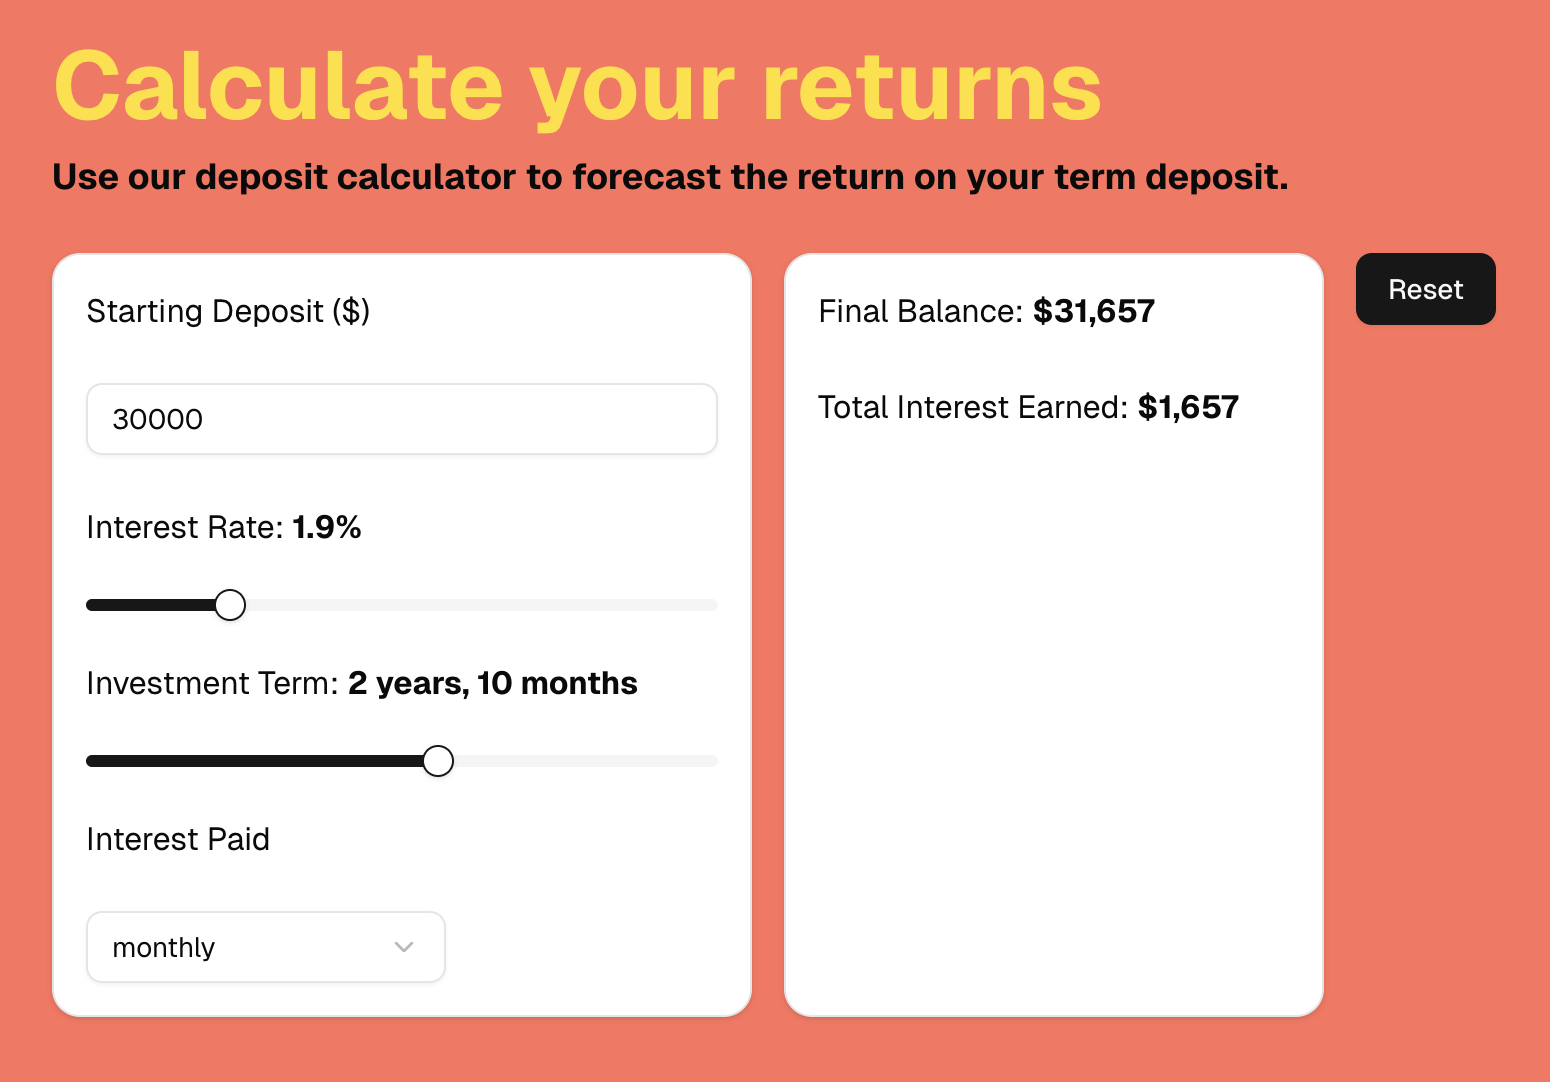 Calculate your returns
Use our deposit calculator to forecast the return on your term deposit.
Starting Deposit ($)
30000
Interest Rate: 1.9%
Investment Term: 2 years, 10 months
Interest Paid
monthly
Final Balance: $31,657
Total Interest Earned: $1,657
Reset